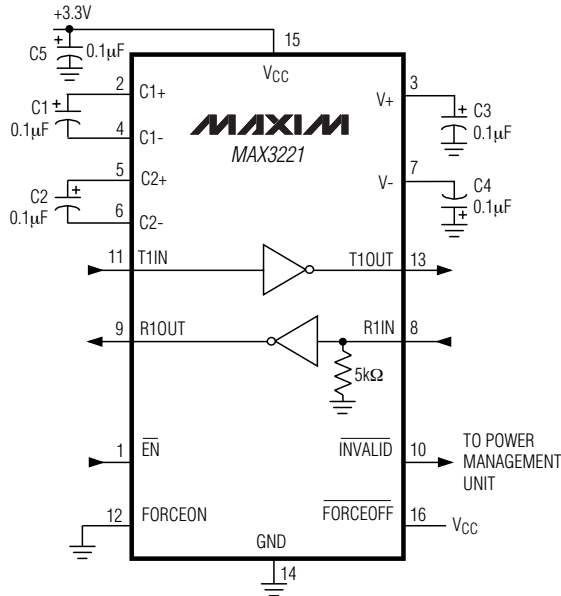 +3.3V
C5
+
0.1µF
15
VCC
2
C1+
C1
+
0.1µF
4
C1-
5
C2+
C2
+
0.1µF
6
C2-
MAXIM
MAX3221
3
V+
+
C3
0.1µF
7
V-
C4
+
0.1µF
11
T1IN
T1OUT
13
9
R1OUT
R1IN
8
5kΩ
1
EN
INVALID
10
TO POWER
MANAGEMENT
UNIT
12
FORCEON
FORCEOFF
16
VCC
GND
14